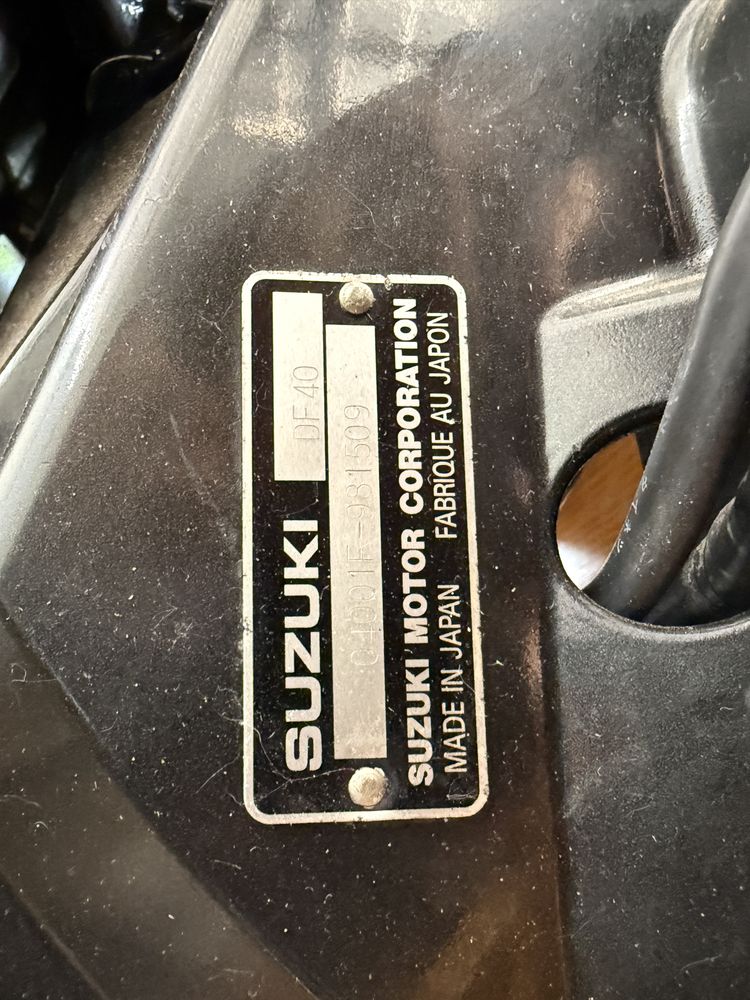 SUZUKI DF40
04001F-981509
SUZUKI MOTOR CORPORATION
MADE IN JAPAN FABRIQUE AU JAPON